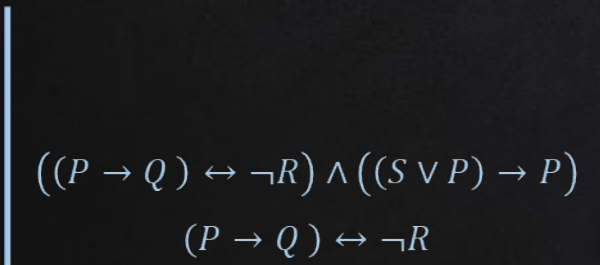 ((P → Q ) ↔ ¬R) ∧ ((S ∨ P) → P)
(P → Q ) ↔ ¬R